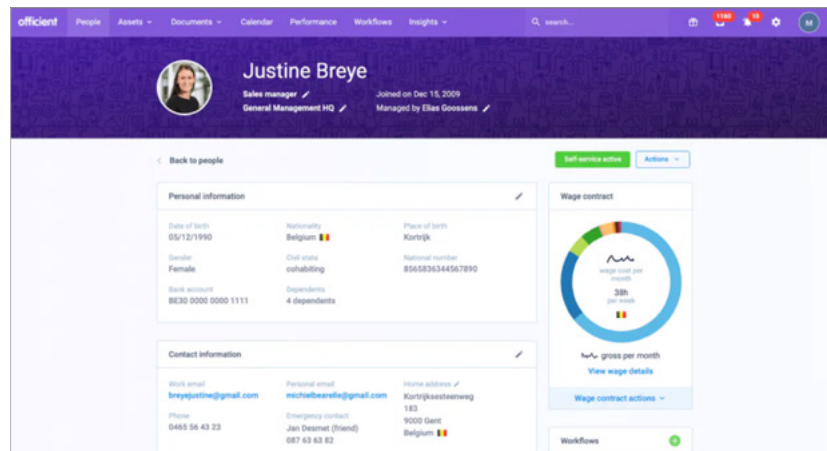 officient People Assets Documents Calendar Performance Workflows Insights search... 1160 55 M
Justine Breye
Sales manager Joined on Dec 15, 2009
General Management HQ Managed by Elias Goossens
Back to people
Self-service active Actions
Personal information
Date of birth Nationality Place of birth
05/12/1990 Belgium Kortrijk
Gender Civil state National number
Female cohabiting 8565836344567890
Bank account Dependents
BE30 0000 0000 1111 4 dependents
Wage contract
wage cost per
month
38h
per week
gross per month
View wage details
Wage contract actions
Contact information
Work email Personal email Home address
breyejustine@gmail.com michielbearelle@gmail.com Kortrijksesteenweg
183
Phone Emergency contact 9000 Gent
0465 56 43 23 Jan Desmet (friend) Belgium
087 63 63 82
Workflows